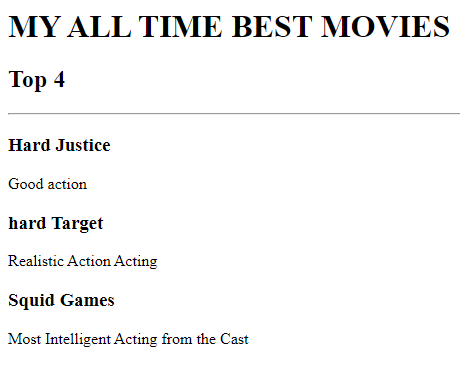 MY ALL TIME BEST MOVIES
Top 4
Hard Justice
Good action
hard Target
Realistic Action Acting
Squid Games
Most Intelligent Acting from the Cast